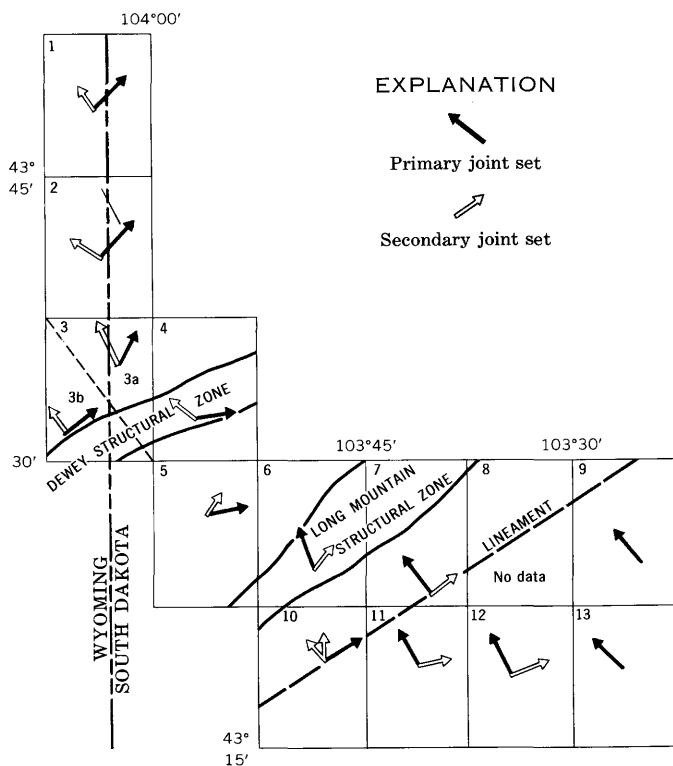 104°00'
1
EXPLANATION
Primary joint set
43°
45'
2
Secondary joint set
3
4
3a
3b
DEWEY STRUCTURAL ZONE
30'
103°45'
103°30'
5
6
7
8
9
LONG MOUNTAIN
STRUCTURAL ZONE
LINEAMENT
No data
WYOMING
SOUTH DAKOTA
10
11
12
13
43°
15'